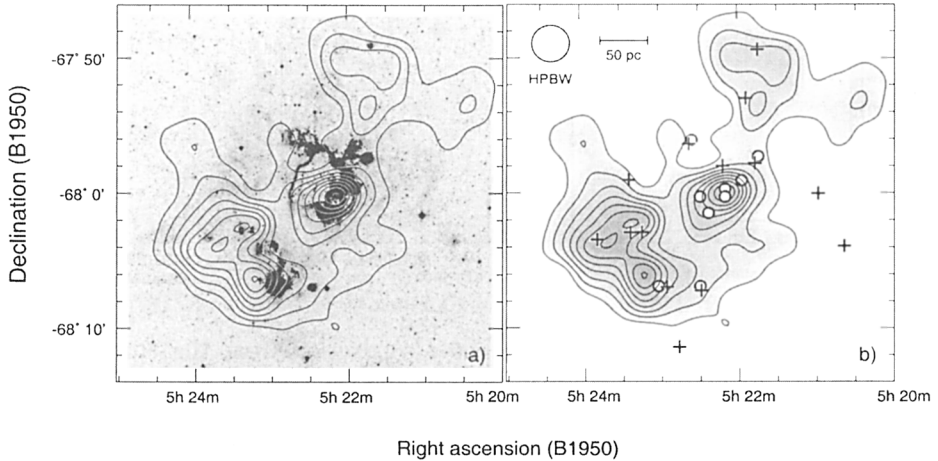 Declination (B1950)
-67° 50'
-68° 0'
-68° 10'
a)
5h 24m
5h 22m
5h 20m
HPBW
50 pc
b)
5h 24m
5h 22m
5h 20m
Right ascension (B1950)